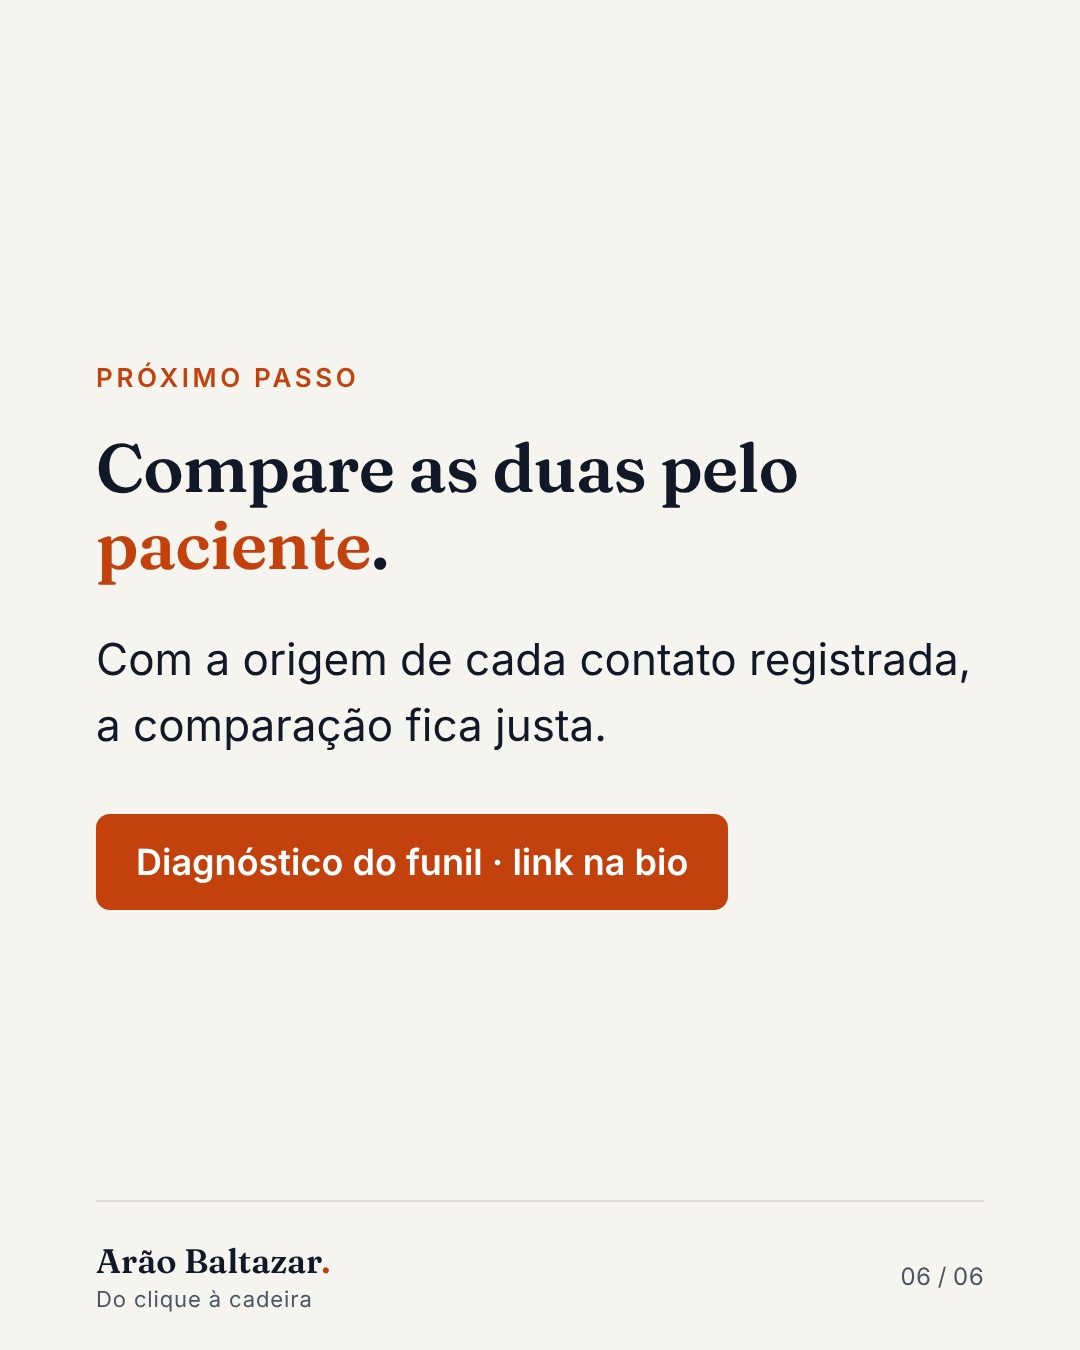 PRÓXIMO PASSO
Compare as duas pelo
paciente.
Com a origem de cada contato registrada,
a comparação fica justa.
Diagnóstico do funil · link na bio
Arão Baltazar.
Do clique à cadeira
06 / 06